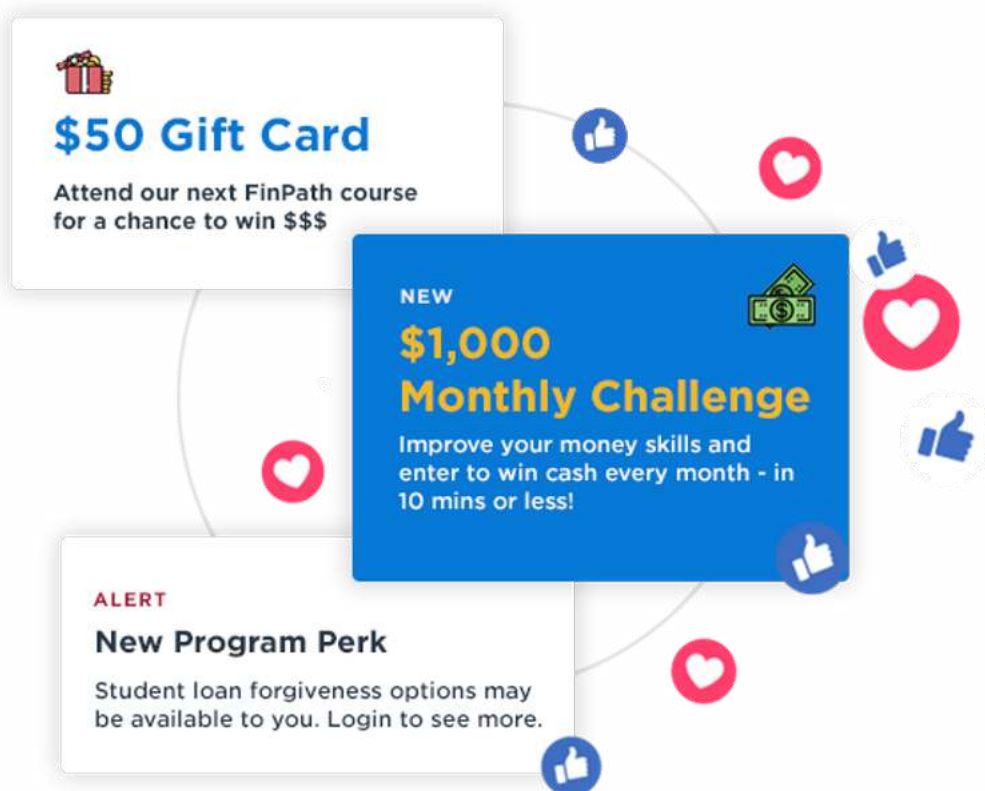 $50 Gift Card
Attend our next FinPath course
for a chance to win $$$
NEW
$1,000
Monthly Challenge
Improve your money skills and
enter to win cash every month - in
10 mins or less!
ALERT
New Program Perk
Student loan forgiveness options may
be available to you. Login to see more.